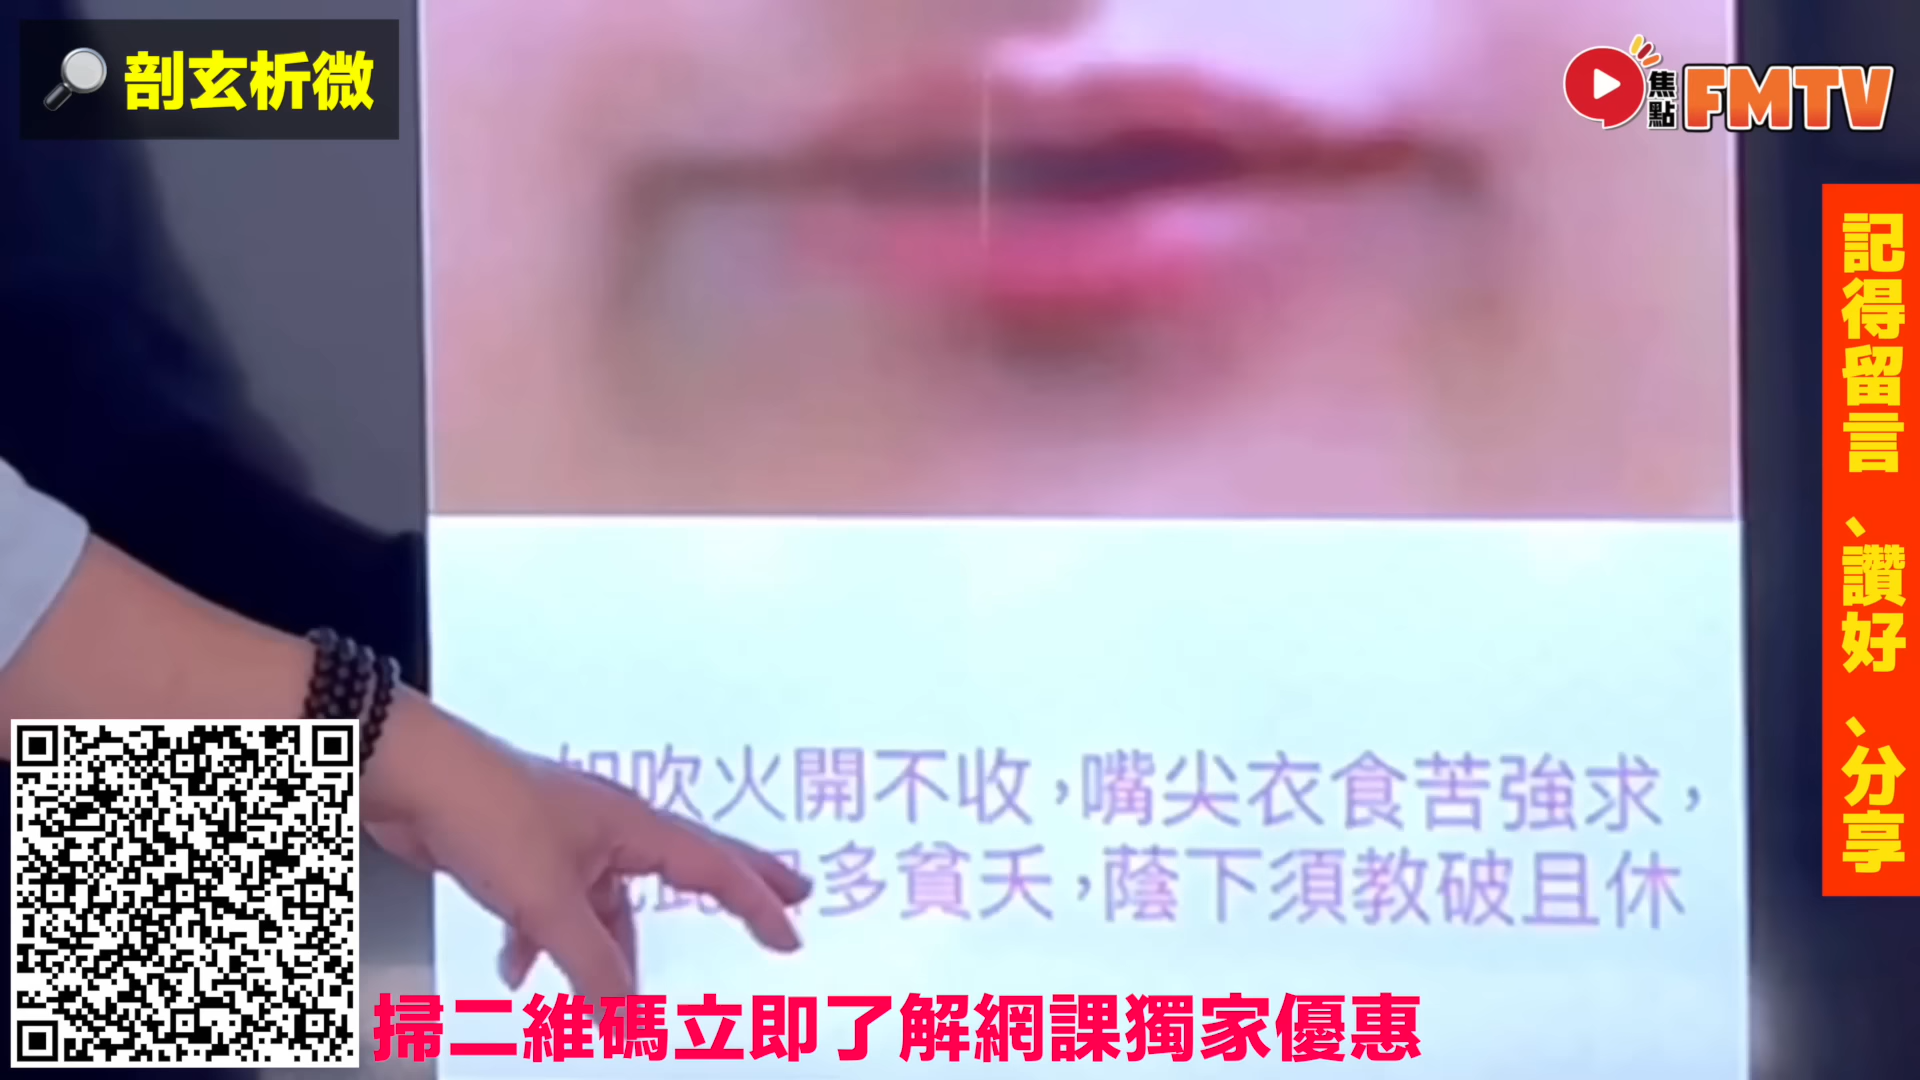 剖玄析微
焦點
FMTV
記得留言、讚好、分享
吹火開不收，嘴尖衣食苦強求，
多貧夭，蔭下須教破且休
掃二維碼立即了解網課獨家優惠